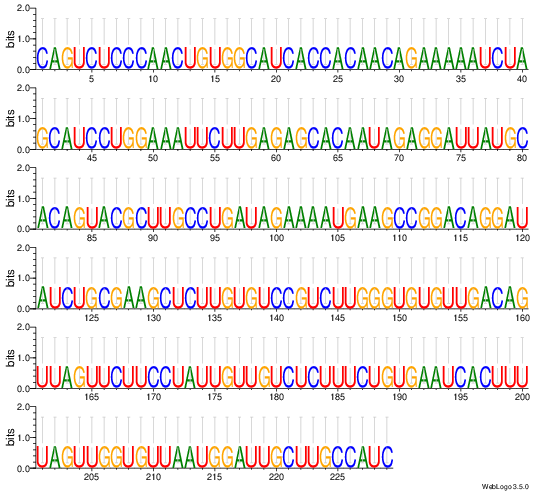 2.0
bits
1.0
0.0
CAGUCUCCCAACUGUGGCAUCACCACAACAGAAAAAUCUA
5 10 15 20 25 30 35 40
2.0
bits
1.0
0.0
GCAUCCUGGAAAUUCUUGAGAGCACAAUAGAGGAUUAUGC
45 50 55 60 65 70 75 80
2.0
bits
1.0
0.0
ACAGUACGCUUGCCUGAUAGAAAAUGAAGCCGGACAGGAU
85 90 95 100 105 110 115 120
2.0
bits
1.0
0.0
AUCUGCGAAGCUCUUGUGUCCGUCUUGGGUGUGUUGACAG
125 130 135 140 145 150 155 160
2.0
bits
1.0
0.0
UUAGUUCUUCCUAUUGUUGUCUCUUUCUGUGAAUCACUUU
165 170 175 180 185 190 195 200
2.0
bits
1.0
0.0
UAGUUGGUGUUAAUGGAUUGCUUGCCAUC
205 210 215 220 225
WebLogo 3.5.0